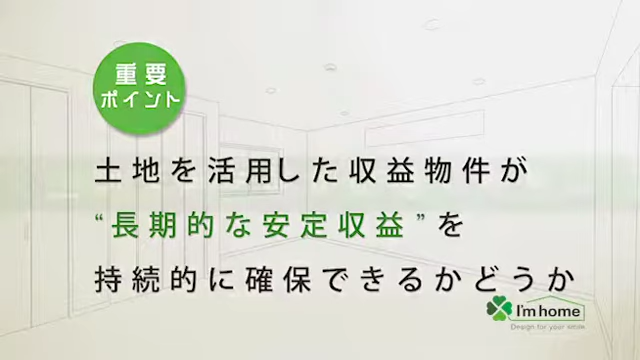 重要
ポイント
土地を活用した収益物件が
“長期的な安定収益”を
持続的に確保できるかどうか
I'm home
Design for your smile